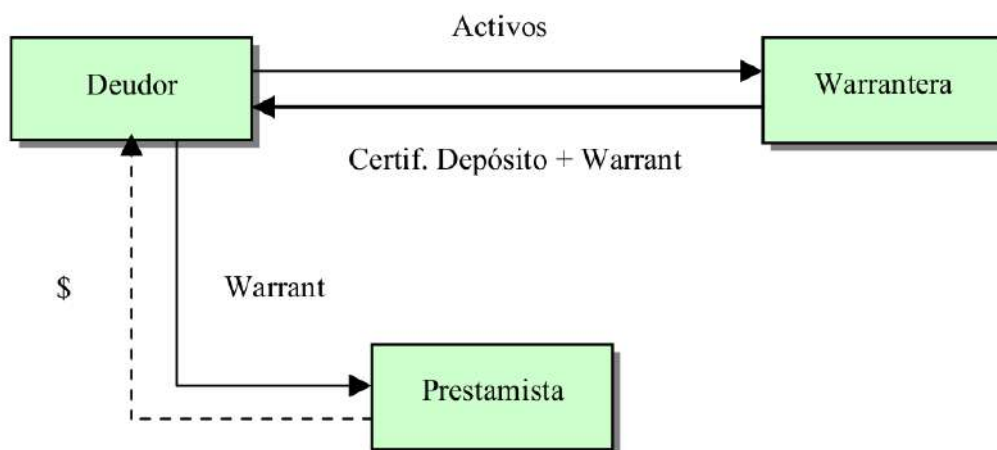 Activos
Deudor
Warrantera
Certif. Depósito + Warrant
$
Warrant
Prestamista